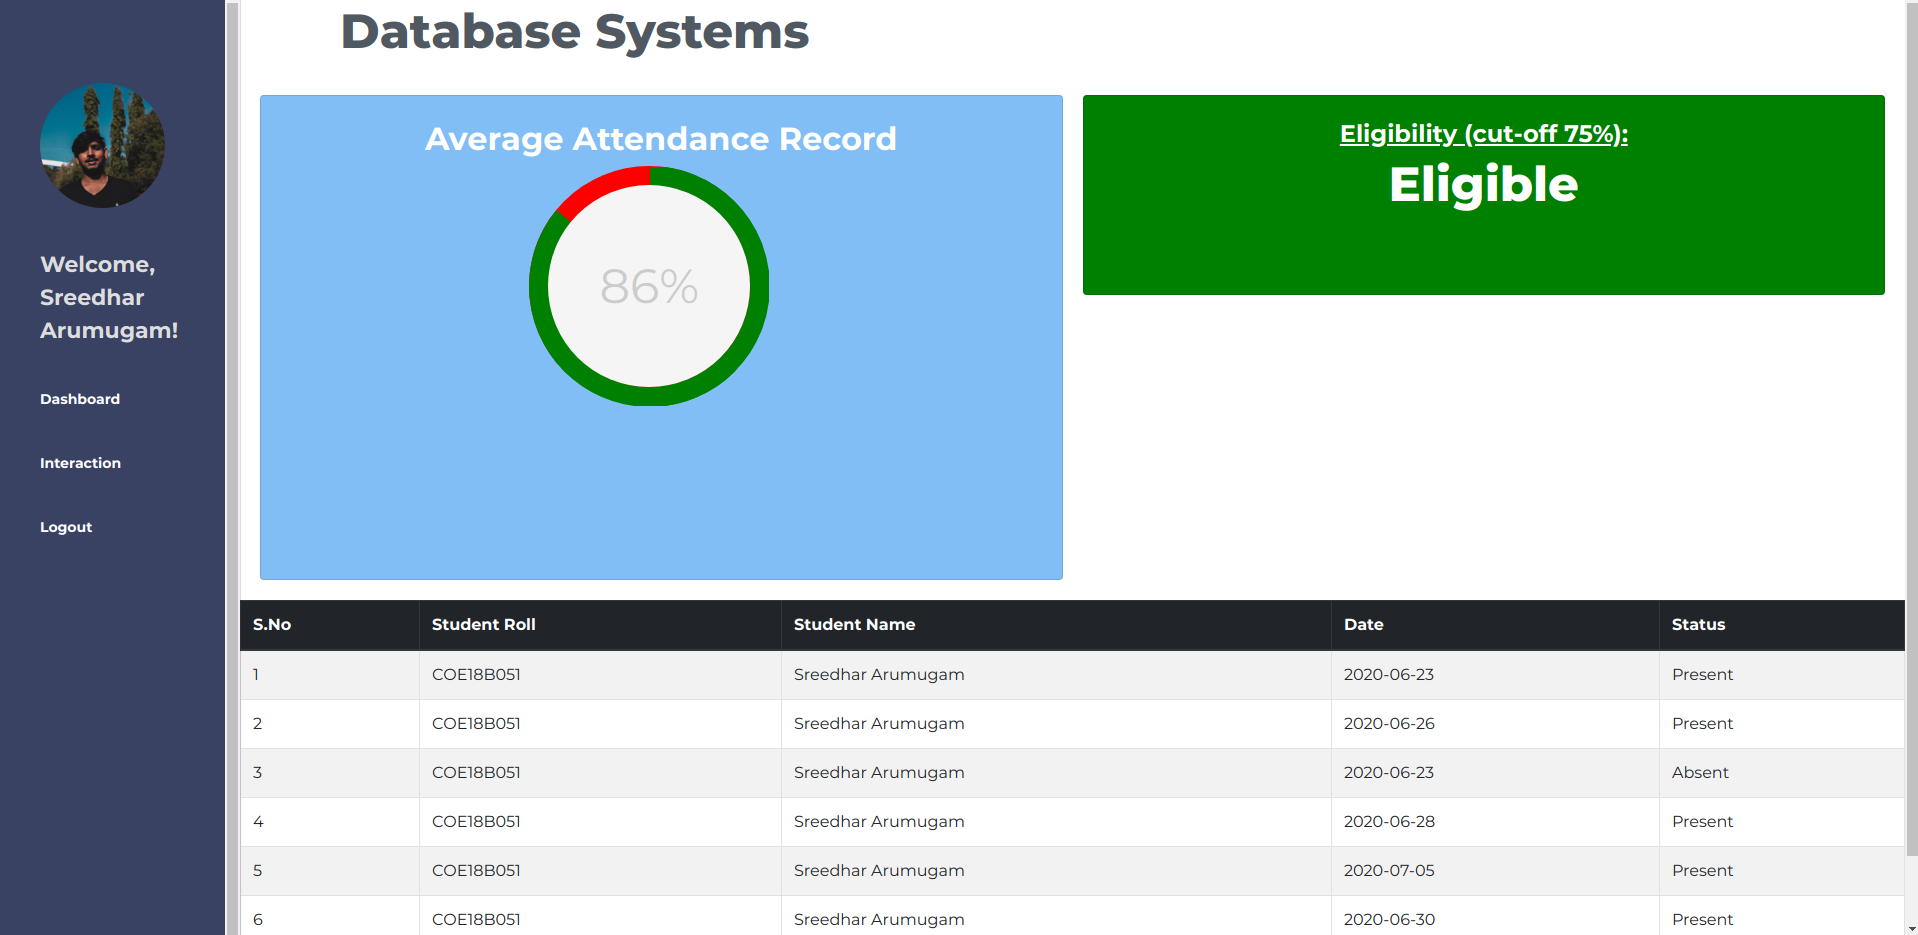 Database Systems
Welcome,
Sreedhar
Arumugam!
Dashboard
Interaction
Logout
Average Attendance Record
86%
Eligibility (cut-off 75%):
Eligible
S.No Student Roll Student Name Date Status
1 COE18B051 Sreedhar Arumugam 2020-06-23 Present
2 COE18B051 Sreedhar Arumugam 2020-06-26 Present
3 COE18B051 Sreedhar Arumugam 2020-06-23 Absent
4 COE18B051 Sreedhar Arumugam 2020-06-28 Present
5 COE18B051 Sreedhar Arumugam 2020-07-05 Present
6 COE18B051 Sreedhar Arumugam 2020-06-30 Present